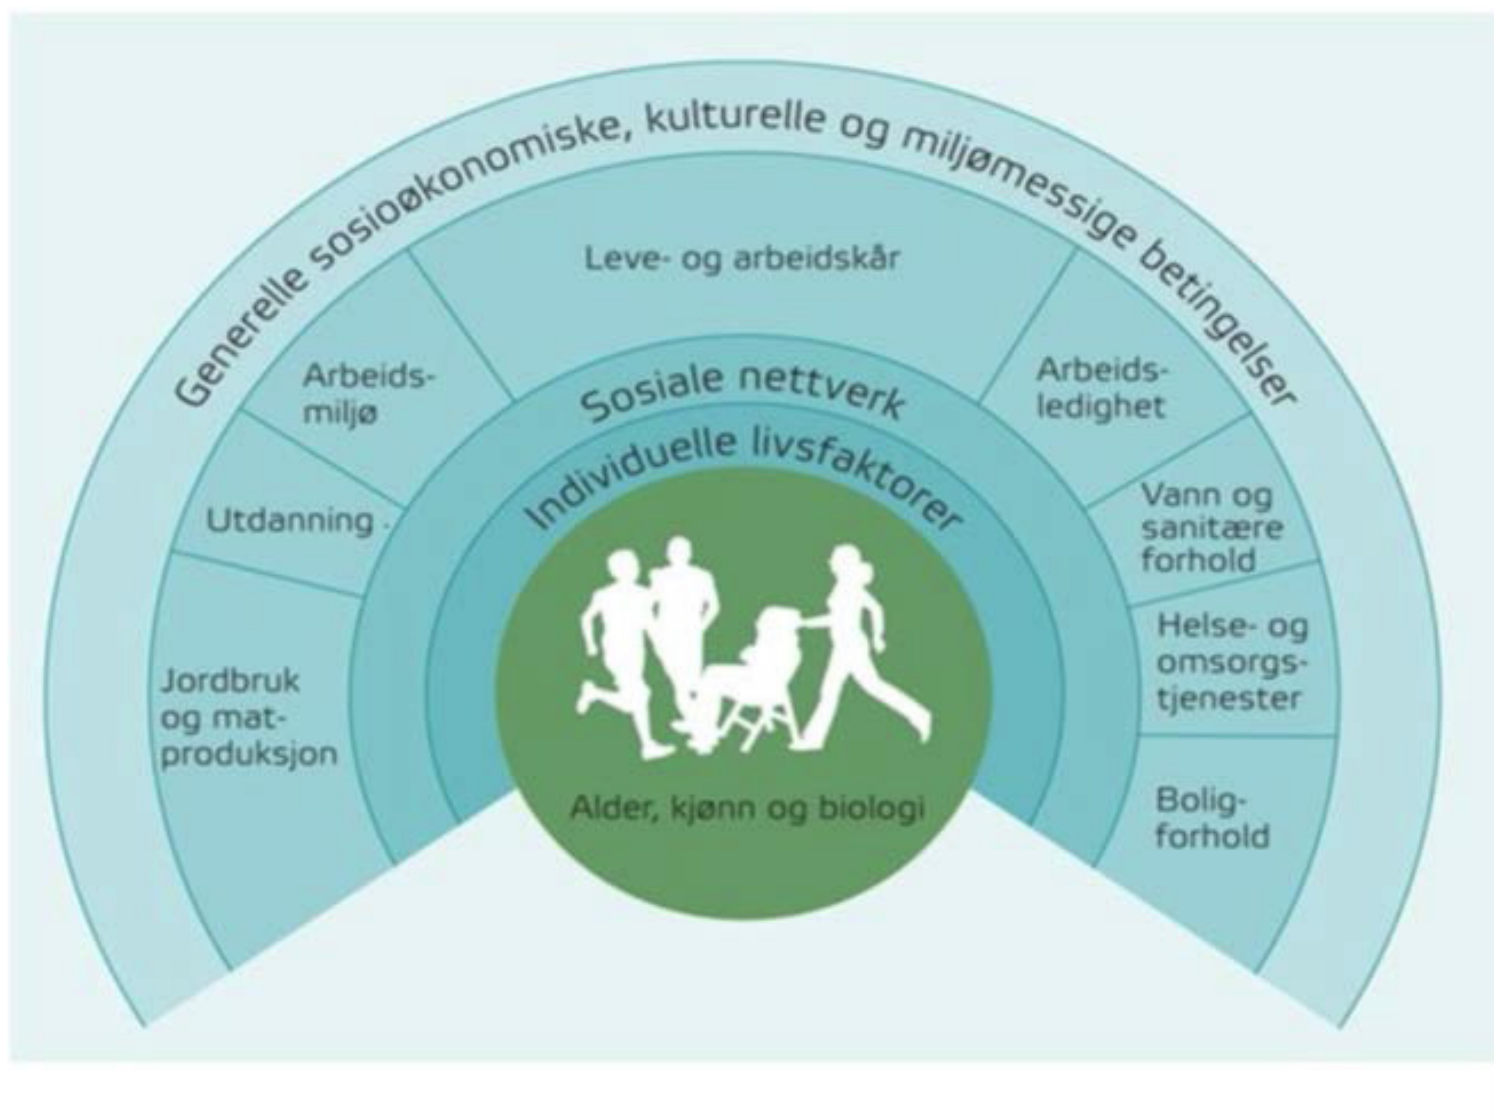 Generelle sosioøkonomiske, kulturelle og miljømessige betingelser
Leve- og arbeidskår
Arbeids-
miljø
Utdanning
Jordbruk
og mat-
produksjon
Arbeids-
ledighet
Vann og
sanitære
forhold
Helse- og
omsorgs-
tjenester
Bolig-
forhold
Sosiale nettverk
Individuelle livsfaktorer
Alder, kjønn og biologi